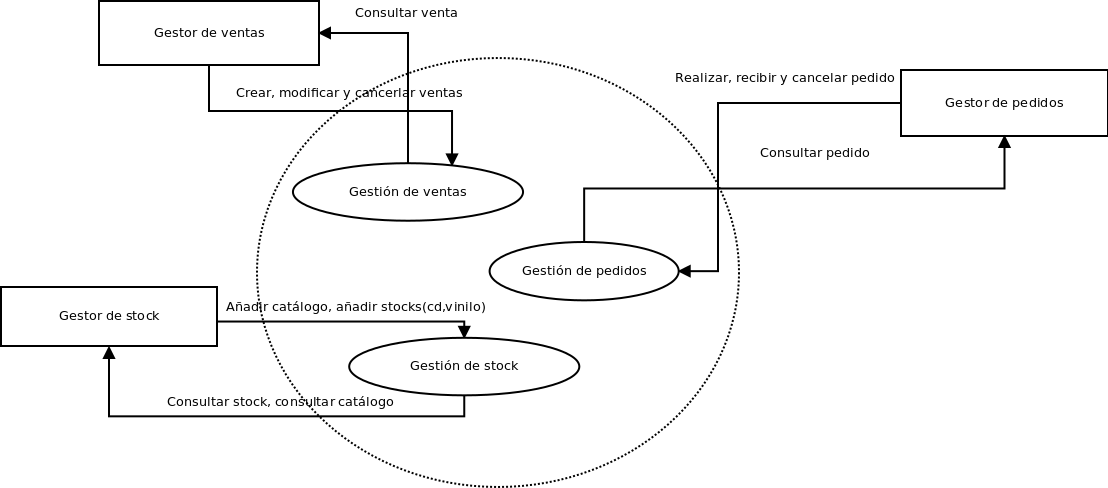 Consultar venta
Gestor de ventas
Realizar, recibir y cancelar pedido
Crear, modificar y cancerlar ventas
Gestor de pedidos
Consultar pedido
Gestión de ventas
Gestión de pedidos
Añadir catálogo, añadir stocks(cd,vinilo)
Gestor de stock
Gestión de stock
Consultar stock, consultar catálogo